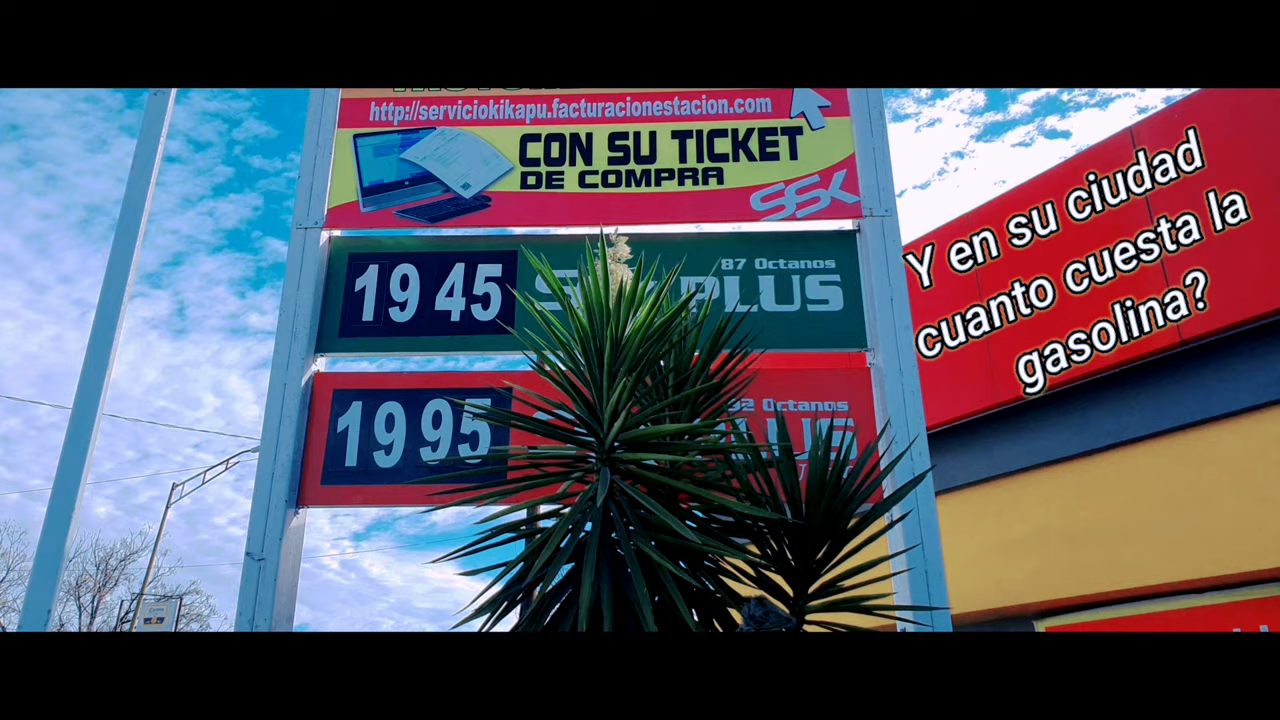 http://serviciokikapu.facturacionestacion.com
CON SU TICKET
DE COMPRA
SSK
19 45
87 Octanos
PLUS
19 95
92 Octanos
PLUS
Y en su ciudad
cuanto cuesta la
gasolina?